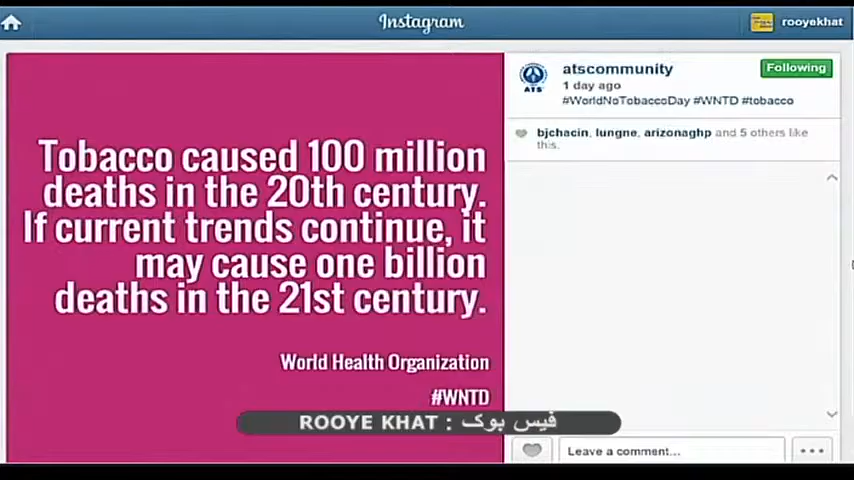 Instagram
rooyekhat
Tobacco caused 100 million
deaths in the 20th century.
If current trends continue, it
may cause one billion
deaths in the 21st century.
World Health Organization
#WNTD
atscommunity
Following
1 day ago
#WorldNoTobaccoDay #WNTD #tobacco
ATS
bjchacin, lungne, arizonaghp and 5 others like
this.
فیس بوک : ROOYE KHAT
Leave a comment...